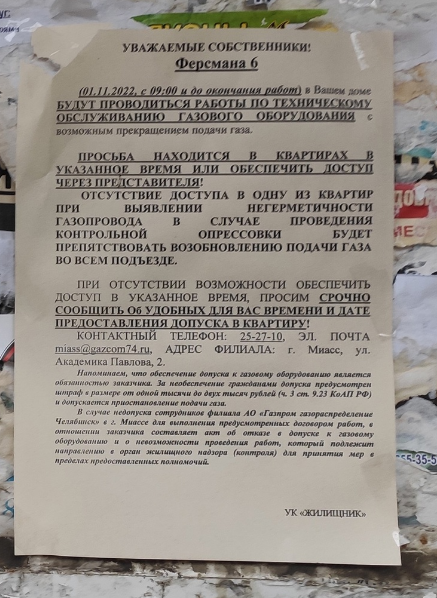 УВАЖАЕМЫЕ СОБСТВЕННИКИ!
Ферсмана 6
(01.11.2022, с 09:00 и до окончания работ) в Вашем доме
БУДУТ ПРОВОДИТЬСЯ РАБОТЫ ПО ТЕХНИЧЕСКОМУ
ОБСЛУЖИВАНИЮ ГАЗОВОГО ОБОРУДОВАНИЯ с
возможным прекращением подачи газа.
ПРОСЬБА НАХОДИТСЯ В КВАРТИРАХ В
УКАЗАННОЕ ВРЕМЯ ИЛИ ОБЕСПЕЧИТЬ ДОСТУП
ЧЕРЕЗ ПРЕДСТАВИТЕЛЯ!
ОТСУТСТВИЕ ДОСТУПА В ОДНУ ИЗ КВАРТИР
ПРИ ВЫЯВЛЕНИИ НЕГЕРМЕТИЧНОСТИ
ГАЗОПРОВОДА В СЛУЧАЕ ПРОВЕДЕНИЯ
КОНТРОЛЬНОЙ ОПРЕССОВКИ БУДЕТ
ПРЕПЯТСТВОВАТЬ ВОЗОБНОВЛЕНИЮ ПОДАЧИ ГАЗА
ВО ВСЕМ ПОДЪЕЗДЕ.
ПРИ ОТСУТСТВИИ ВОЗМОЖНОСТИ ОБЕСПЕЧИТЬ
ДОСТУП В УКАЗАННОЕ ВРЕМЯ, ПРОСИМ СРОЧНО
СООБЩИТЬ Об УДОБНЫХ ДЛЯ ВАС ВРЕМЕНИ И ДАТЕ
ПРЕДОСТАВЛЕНИЯ ДОПУСКА В КВАРТИРУ!
КОНТАКТНЫЙ ТЕЛЕФОН: 25-27-10, ЭЛ. ПОЧТА
miass@gazcom74.ru, АДРЕС ФИЛИАЛА: г. Миасс, ул.
Академика Павлова, 2.
Напоминаем, что обеспечение допуска к газовому оборудованию является
обязанностью заказчика. За необеспечение гражданами допуска предусмотрен
штраф в размере от одной тысячи до двух тысяч рублей (ч. 3 ст. 9.23 КоАП РФ)
и допускается приостановление подачи газа.
В случае недопуска сотрудников филиала АО «Газпром газораспределение
Челябинск» в г. Миассе для выполнения предусмотренных договором работ, в
отношении заказчика составляет акт об отказе в допуске к газовому
оборудованию и о невозможности проведения работ, который подлежит
направлению в орган жилищного надзора (контроля) для принятия мер в
пределах предоставленных полномочий.
УК «ЖИЛИЩНИК»